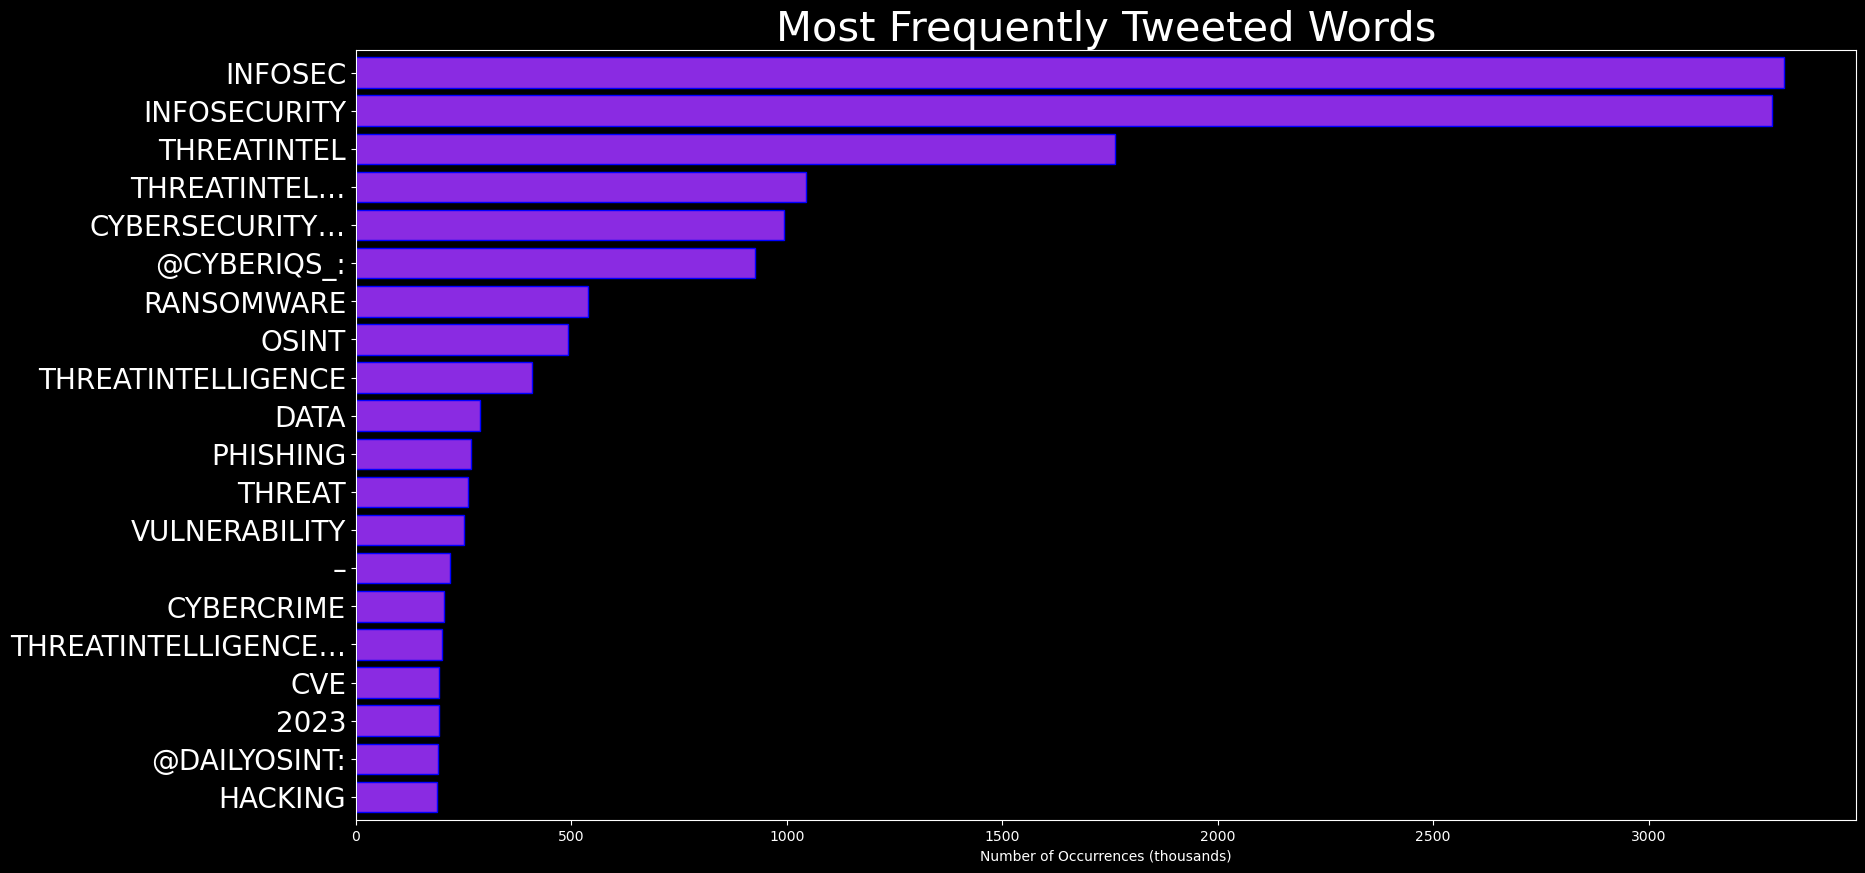 Most Frequently Tweeted Words
INFOSEC
INFOSECURITY
THREATINTEL
THREATINTEL…
CYBERSECURITY…
@CYBERIQS_:
RANSOMWARE
OSINT
THREATINTELLIGENCE
DATA
PHISHING
THREAT
VULNERABILITY
–
CYBERCRIME
THREATINTELLIGENCE…
CVE
2023
@DAILYOSINT:
HACKING
0 500 1000 1500 2000 2500 3000
Number of Occurrences (thousands)